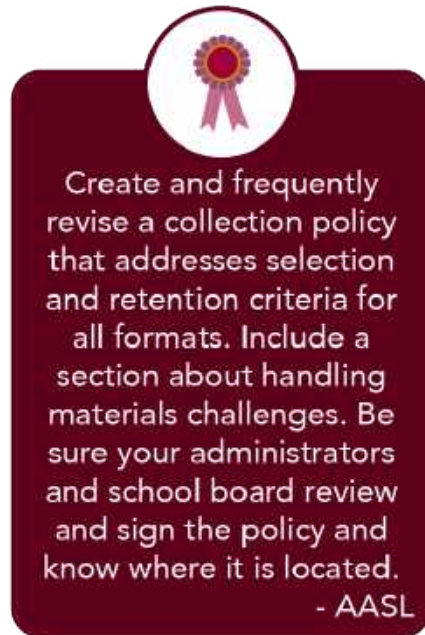 Create and frequently
revise a collection policy
that addresses selection
and retention criteria for
all formats. Include a
section about handling
materials challenges. Be
sure your administrators
and school board review
and sign the policy and
know where it is located.
- AASL